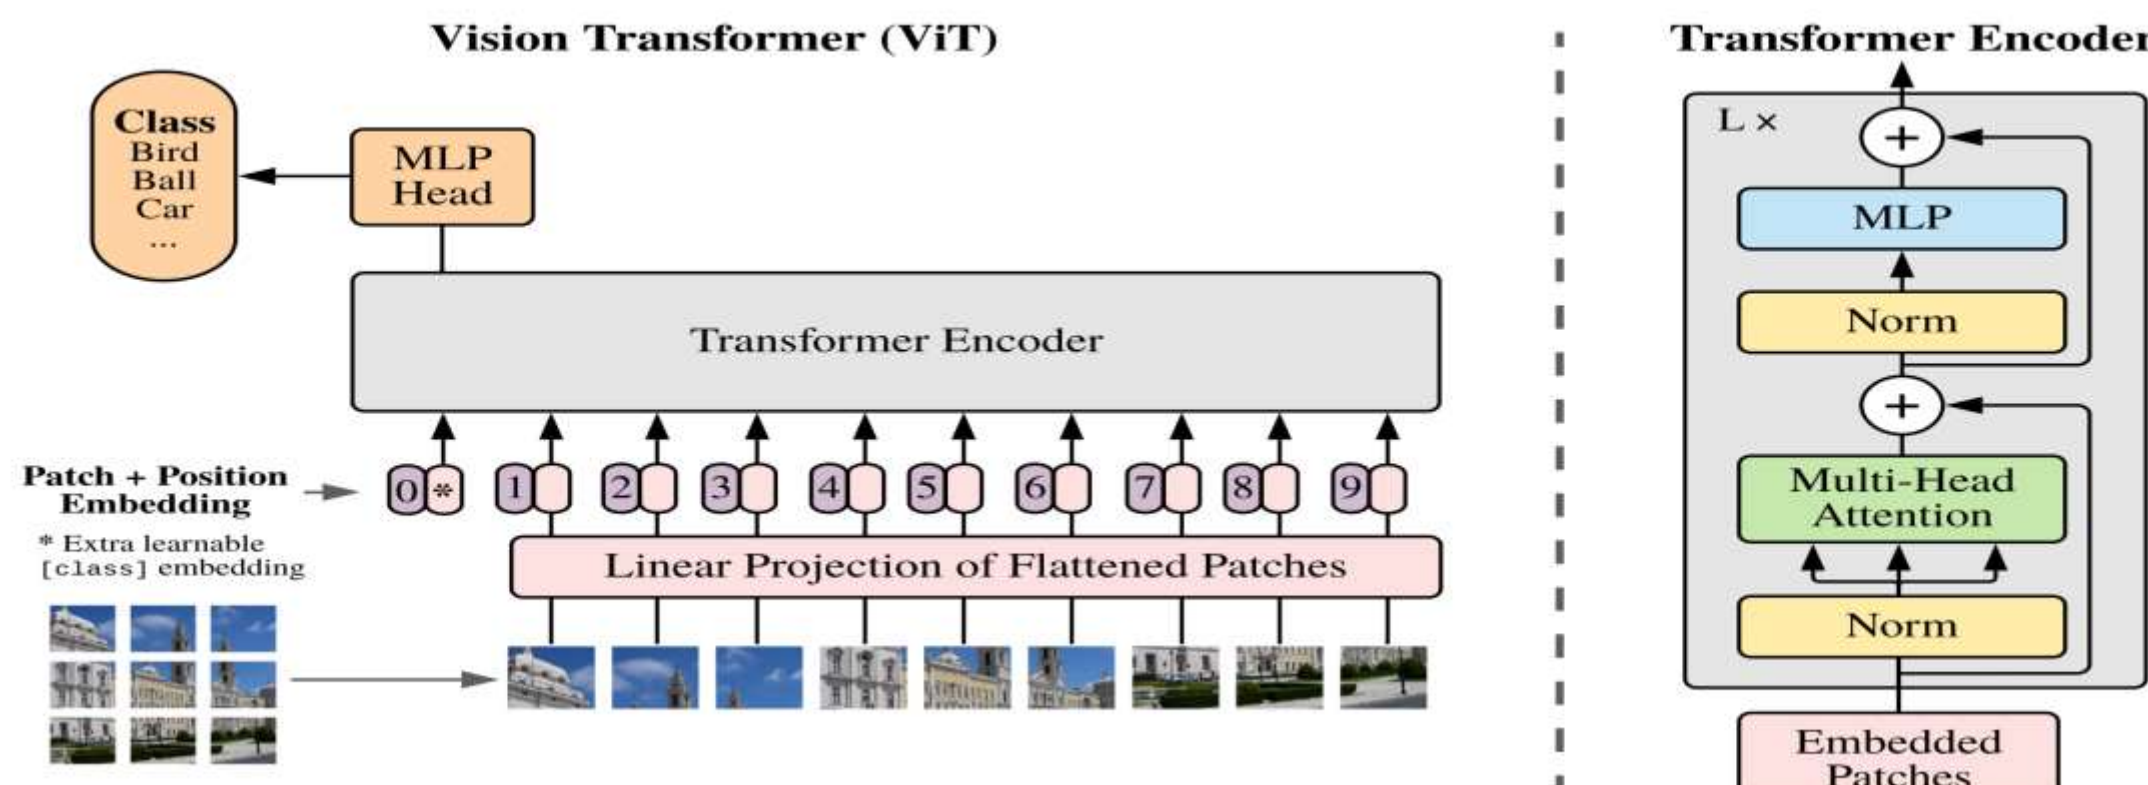 Vision Transformer (ViT)
Class
Bird
Ball
Car
...
MLP
Head
Transformer Encoder
Patch + Position
Embedding
* Extra learnable
[class] embedding
0 * 1 2 3 4 5 6 7 8 9
Linear Projection of Flattened Patches
Transformer Encoder
L ×
+
MLP
Norm
+
Multi-Head
Attention
Norm
Embedded
Patches